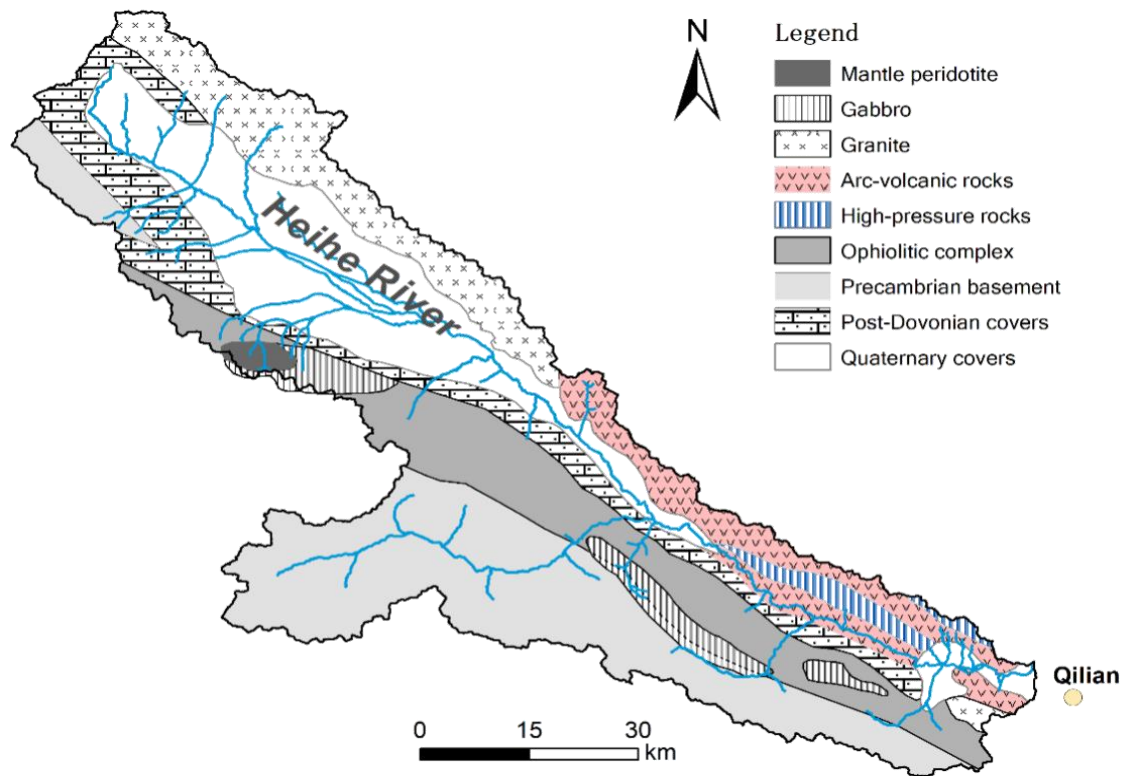 N
Legend
Mantle peridotite
Gabbro
Granite
Arc-volcanic rocks
High-pressure rocks
Ophiolitic complex
Precambrian basement
Post-Dovonian covers
Quaternary covers
Heihe River
Qilian
0 15 30
km